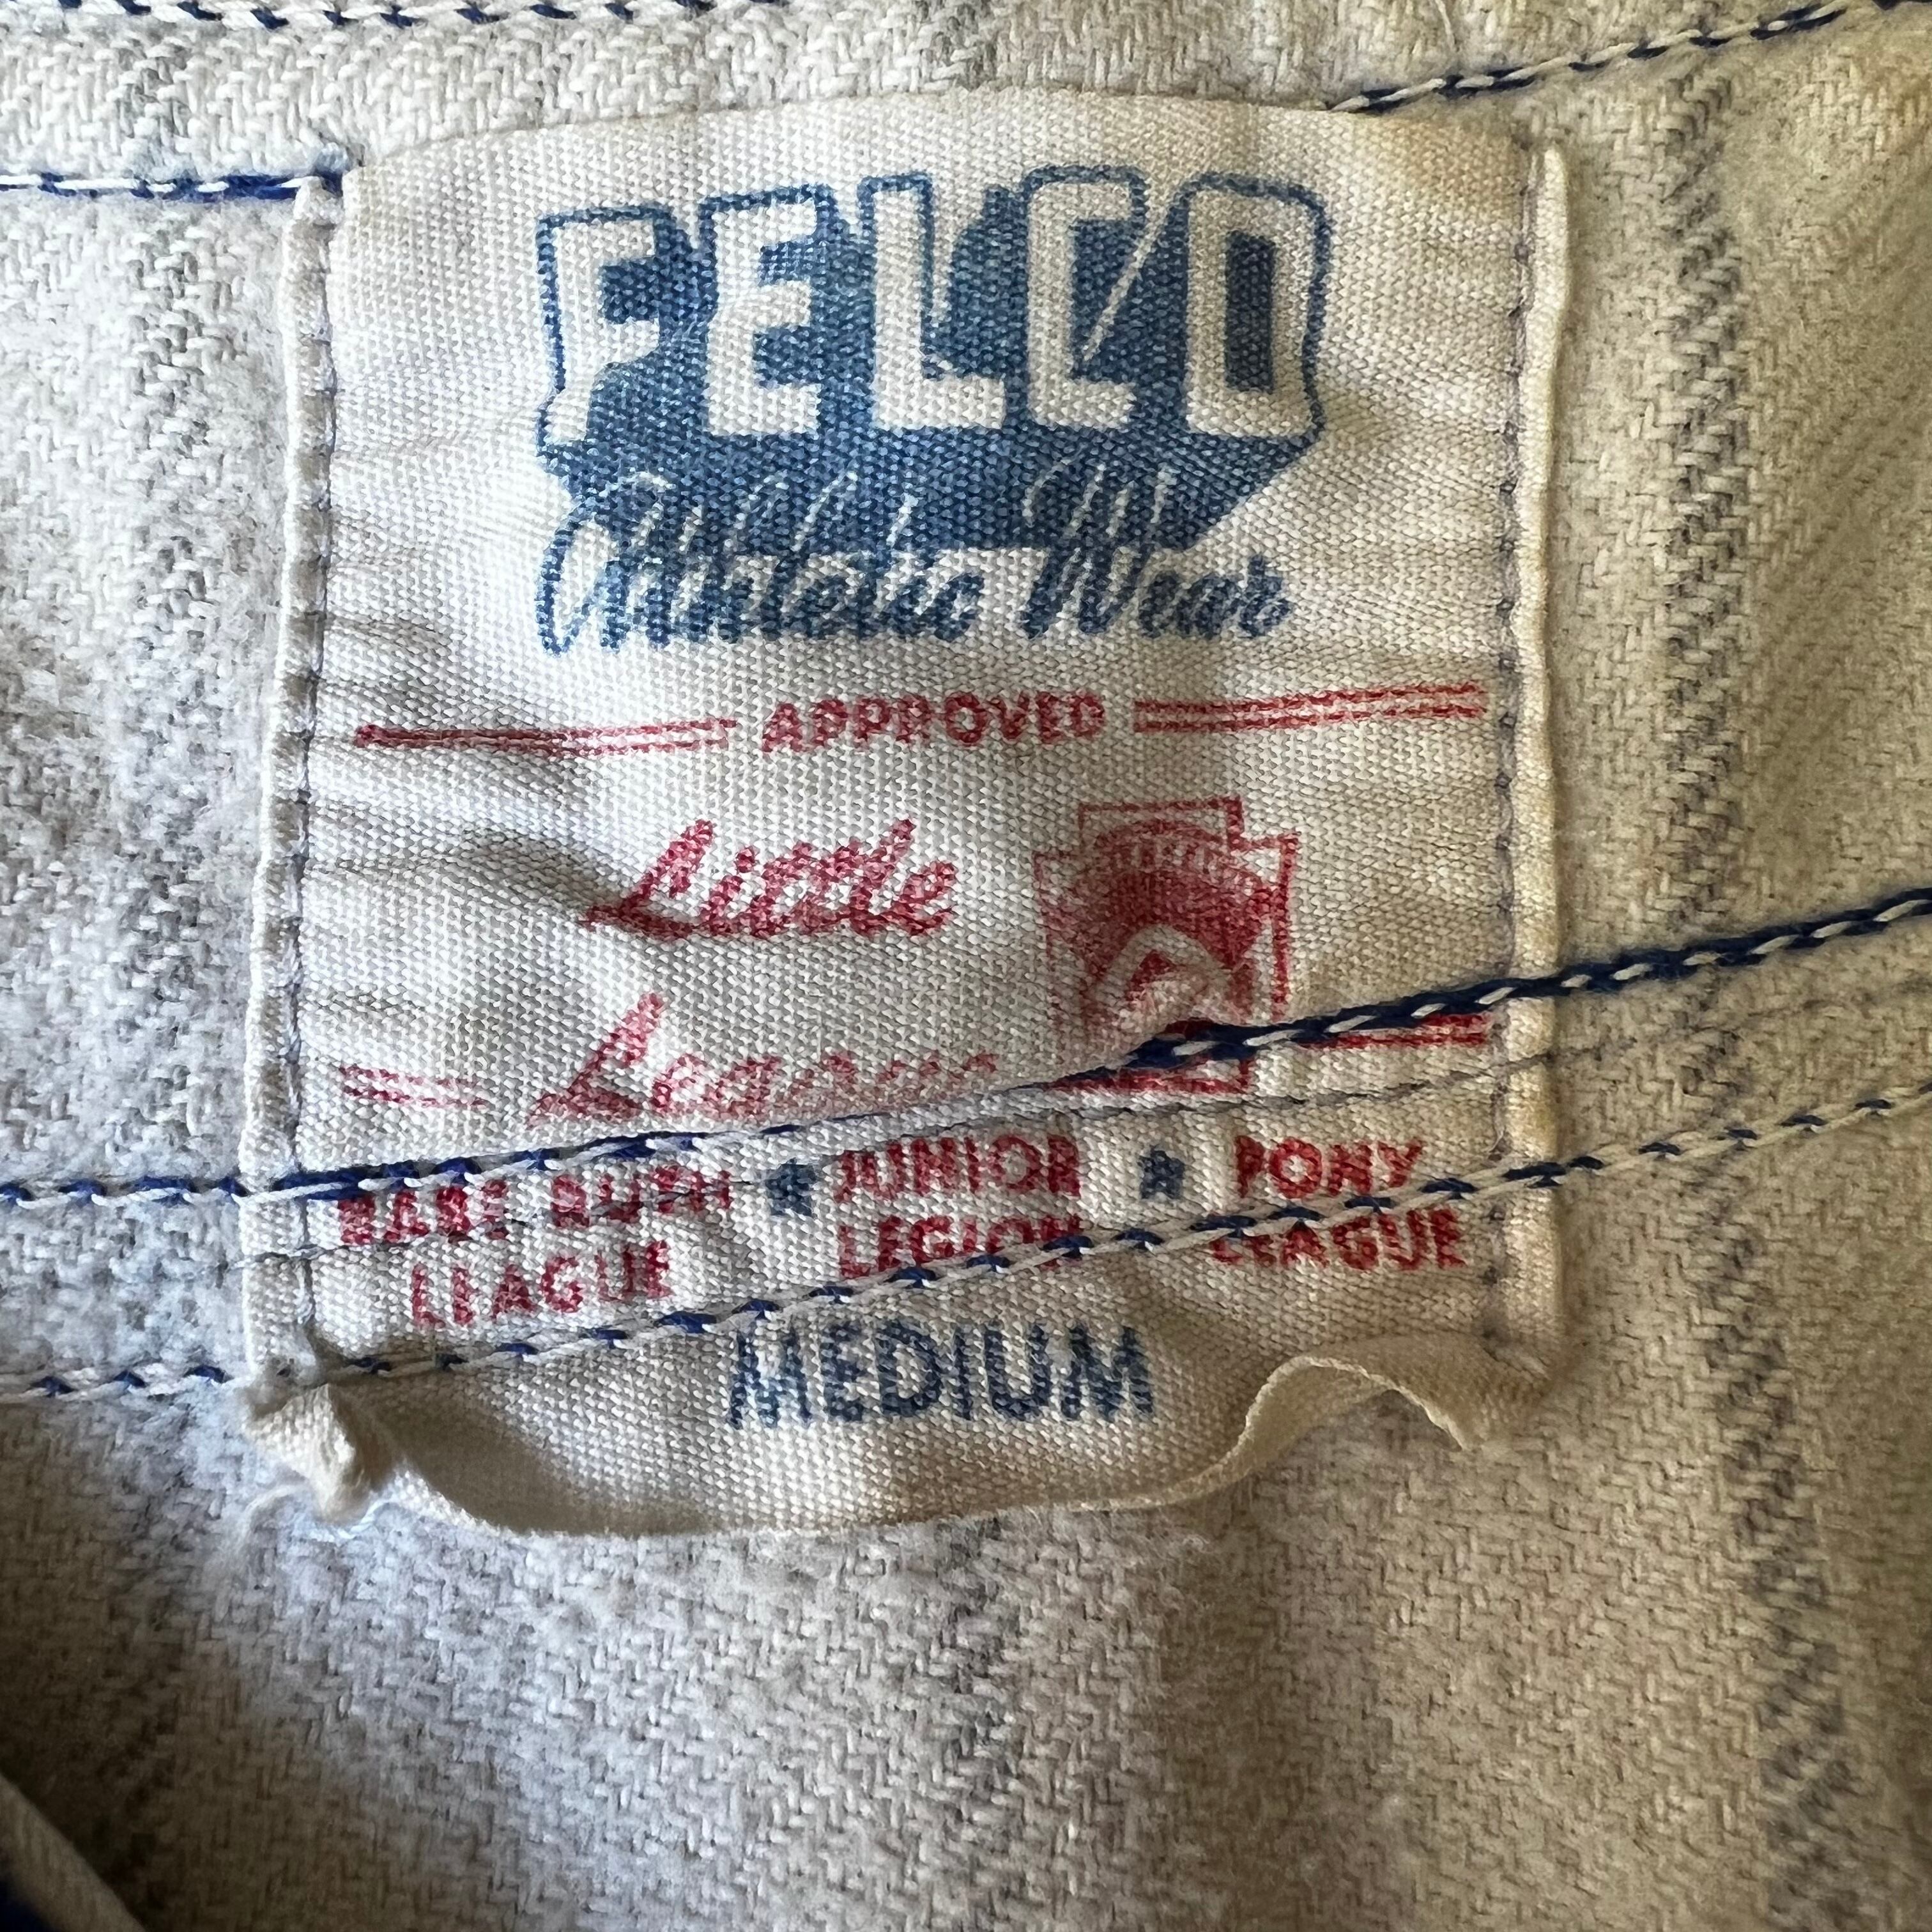 FELCO
Athletic Wear
APPROVED
Little
League
BABE RUTH ★ JUNIOR ★ PONY
LEAGUE LEGION LEAGUE
MEDIUM